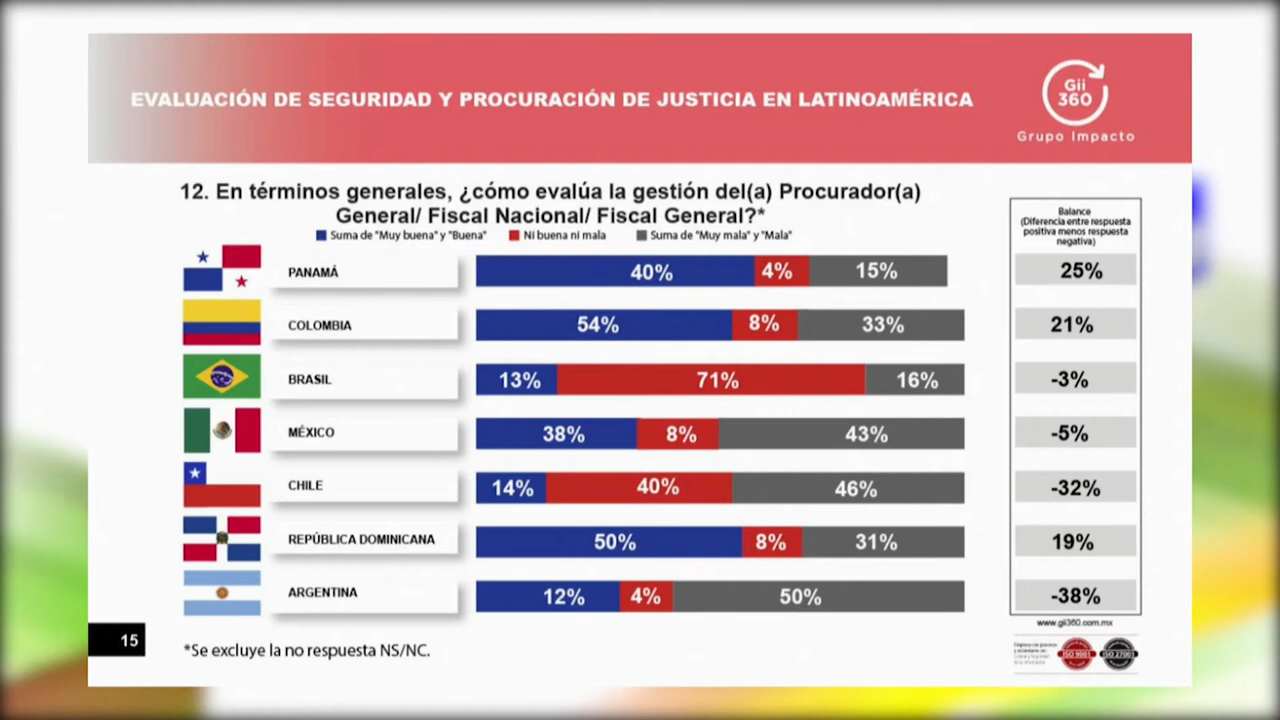 EVALUACIÓN DE SEGURIDAD Y PROCURACIÓN DE JUSTICIA EN LATINOAMÉRICA
Gii
360
Grupo Impacto
12. En términos generales, ¿cómo evalúa la gestión del(a) Procurador(a)
General/ Fiscal Nacional/ Fiscal General?*
Suma de "Muy buena" y "Buena" Ni buena ni mala Suma de "Muy mala" y "Mala"
Balance
(Diferencia entre respuesta
positiva menos respuesta
negativa)
PANAMÁ 40% 4% 15% 25%
COLOMBIA 54% 8% 33% 21%
BRASIL 13% 71% 16% -3%
MÉXICO 38% 8% 43% -5%
CHILE 14% 40% 46% -32%
REPÚBLICA DOMINICANA 50% 8% 31% 19%
ARGENTINA 12% 4% 50% -38%
www.gii360.com.mx
15
*Se excluye la no respuesta NS/NC.
ISO 9001 ISO 27001